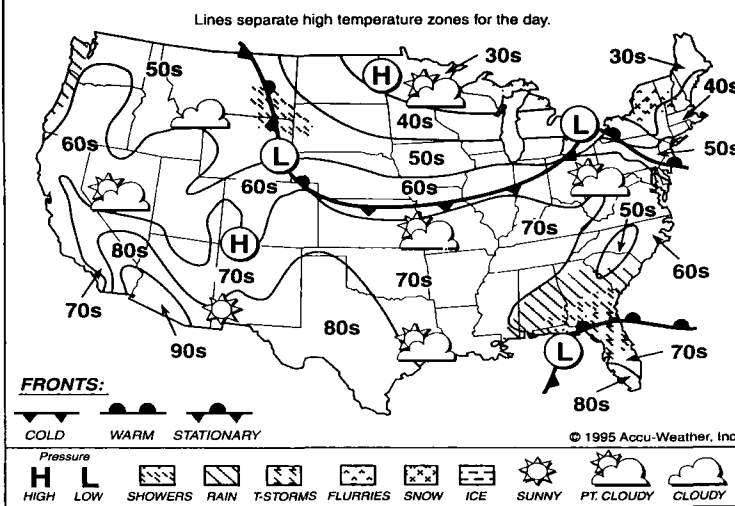 Lines separate high temperature zones for the day.
50s
H
30s
30s
40s
40s
L
60s
50s
50s
L
60s
60s
50s
70s
80s
H
70s
70s
60s
70s
80s
90s
L
70s
80s
FRONTS:
COLD WARM STATIONARY
© 1995 Accu-Weather, Inc
Pressure
H L
HIGH LOW SHOWERS RAIN T-STORMS FLURRIES SNOW ICE SUNNY PT. CLOUDY CLOUDY